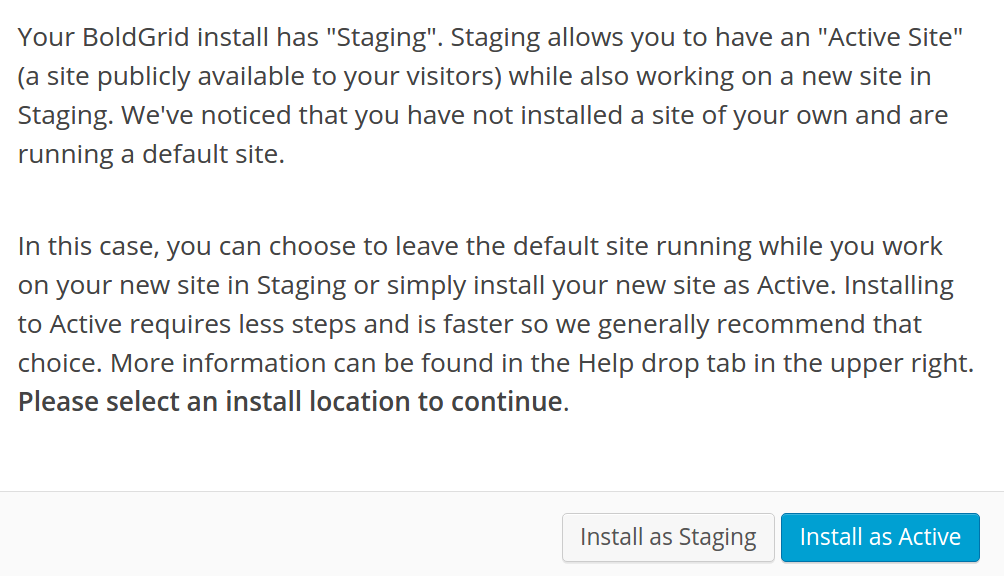 Your BoldGrid install has "Staging". Staging allows you to have an "Active Site"
(a site publicly available to your visitors) while also working on a new site in
Staging. We've noticed that you have not installed a site of your own and are
running a default site.
In this case, you can choose to leave the default site running while you work
on your new site in Staging or simply install your new site as Active. Installing
to Active requires less steps and is faster so we generally recommend that
choice. More information can be found in the Help drop tab in the upper right.
Please select an install location to continue.
Install as Staging
Install as Active